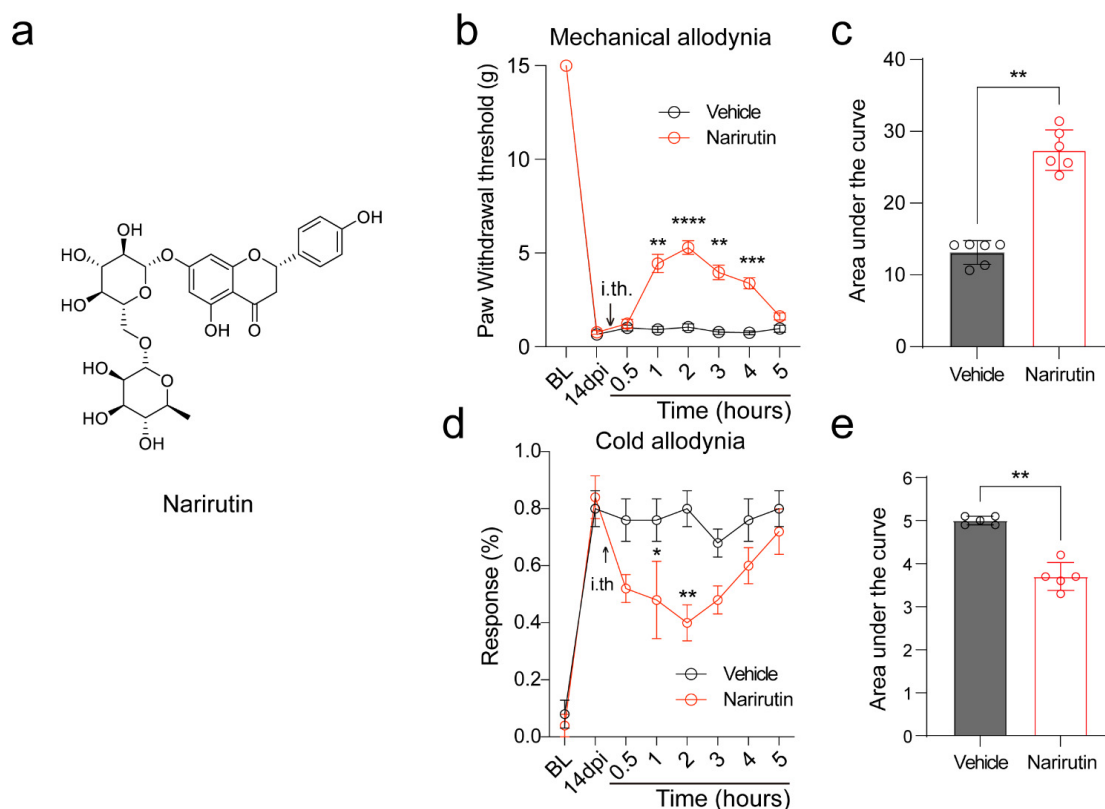 a
OH
OH
HO
O
O
O
HO
O
OH
OH
O
O
OH
O
HO
HO
OH
Narirutin
b
Mechanical allodynia
Paw Withdrawal threshold (g)
15
10
5
0
Vehicle
Narirutin
i.th.
**
****
**
***
BL
14dpi
0.5
1
2
3
4
5
Time (hours)
c
Area under the curve
40
30
20
10
0
**
Vehicle
Narirutin
d
Cold allodynia
Response (%)
1.0
0.8
0.6
0.4
0.2
0.0
i.th
*
**
Vehicle
Narirutin
BL
14dpi
0.5
1
2
3
4
5
Time (hours)
e
Area under the curve
6
5
4
3
2
1
0
**
Vehicle
Narirutin